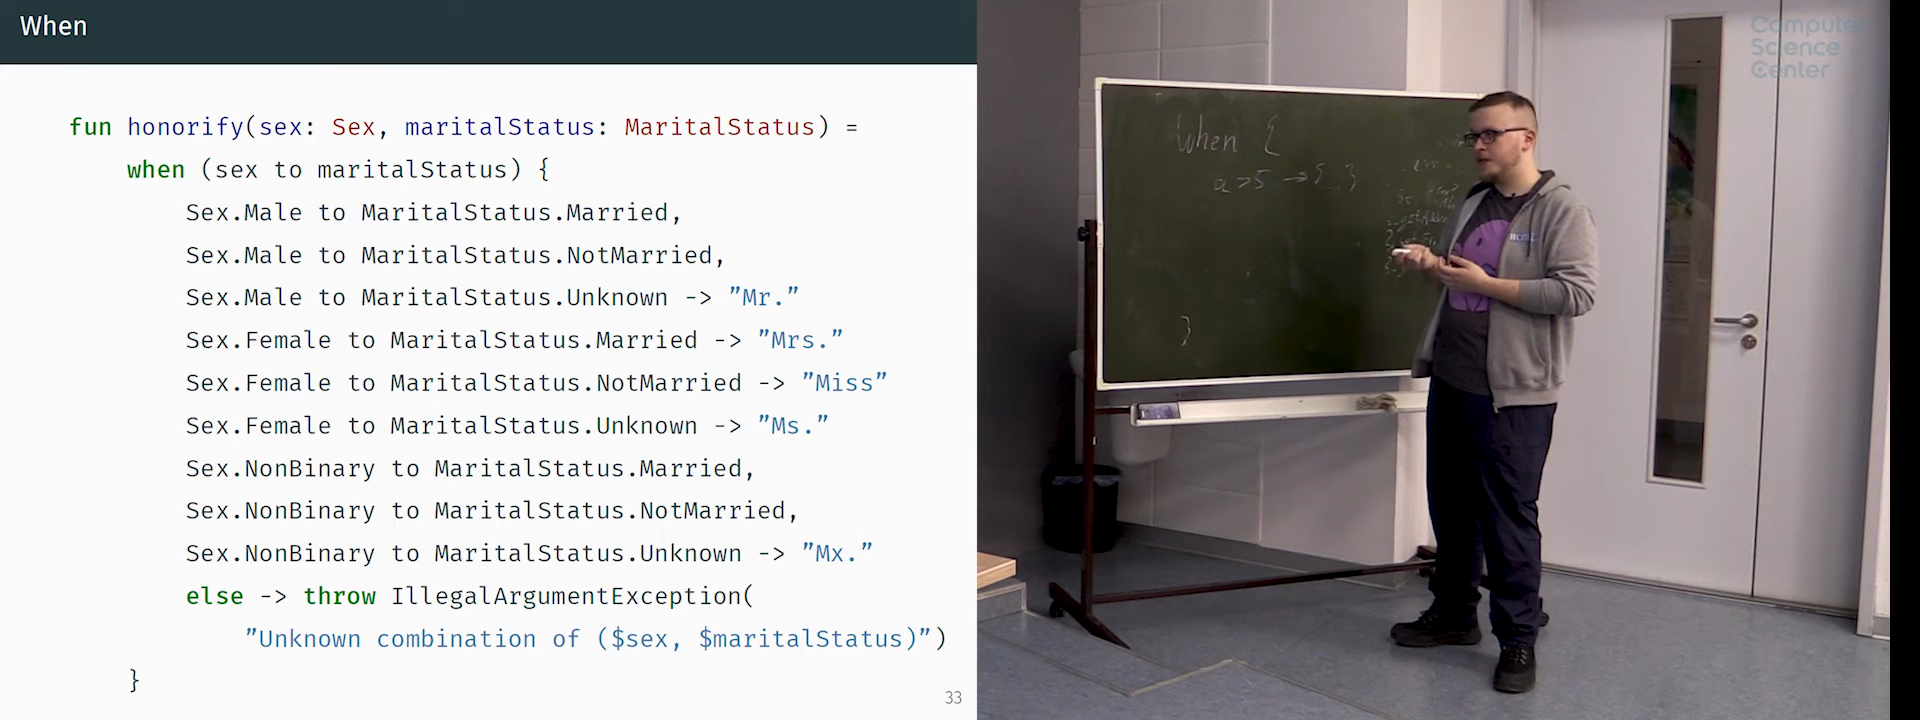 When
fun honorify(sex: Sex, maritalStatus: MaritalStatus) =
when (sex to maritalStatus) {
Sex.Male to MaritalStatus.Married,
Sex.Male to MaritalStatus.NotMarried,
Sex.Male to MaritalStatus.Unknown -> ”Mr.”
Sex.Female to MaritalStatus.Married -> ”Mrs.”
Sex.Female to MaritalStatus.NotMarried -> ”Miss”
Sex.Female to MaritalStatus.Unknown -> ”Ms.”
Sex.NonBinary to MaritalStatus.Married,
Sex.NonBinary to MaritalStatus.NotMarried,
Sex.NonBinary to MaritalStatus.Unknown -> ”Mx.”
else -> throw IllegalArgumentException(
”Unknown combination of ($sex, $maritalStatus)”)
}
33
When {
a > 5 → {...}
}
Computer
Science
Center